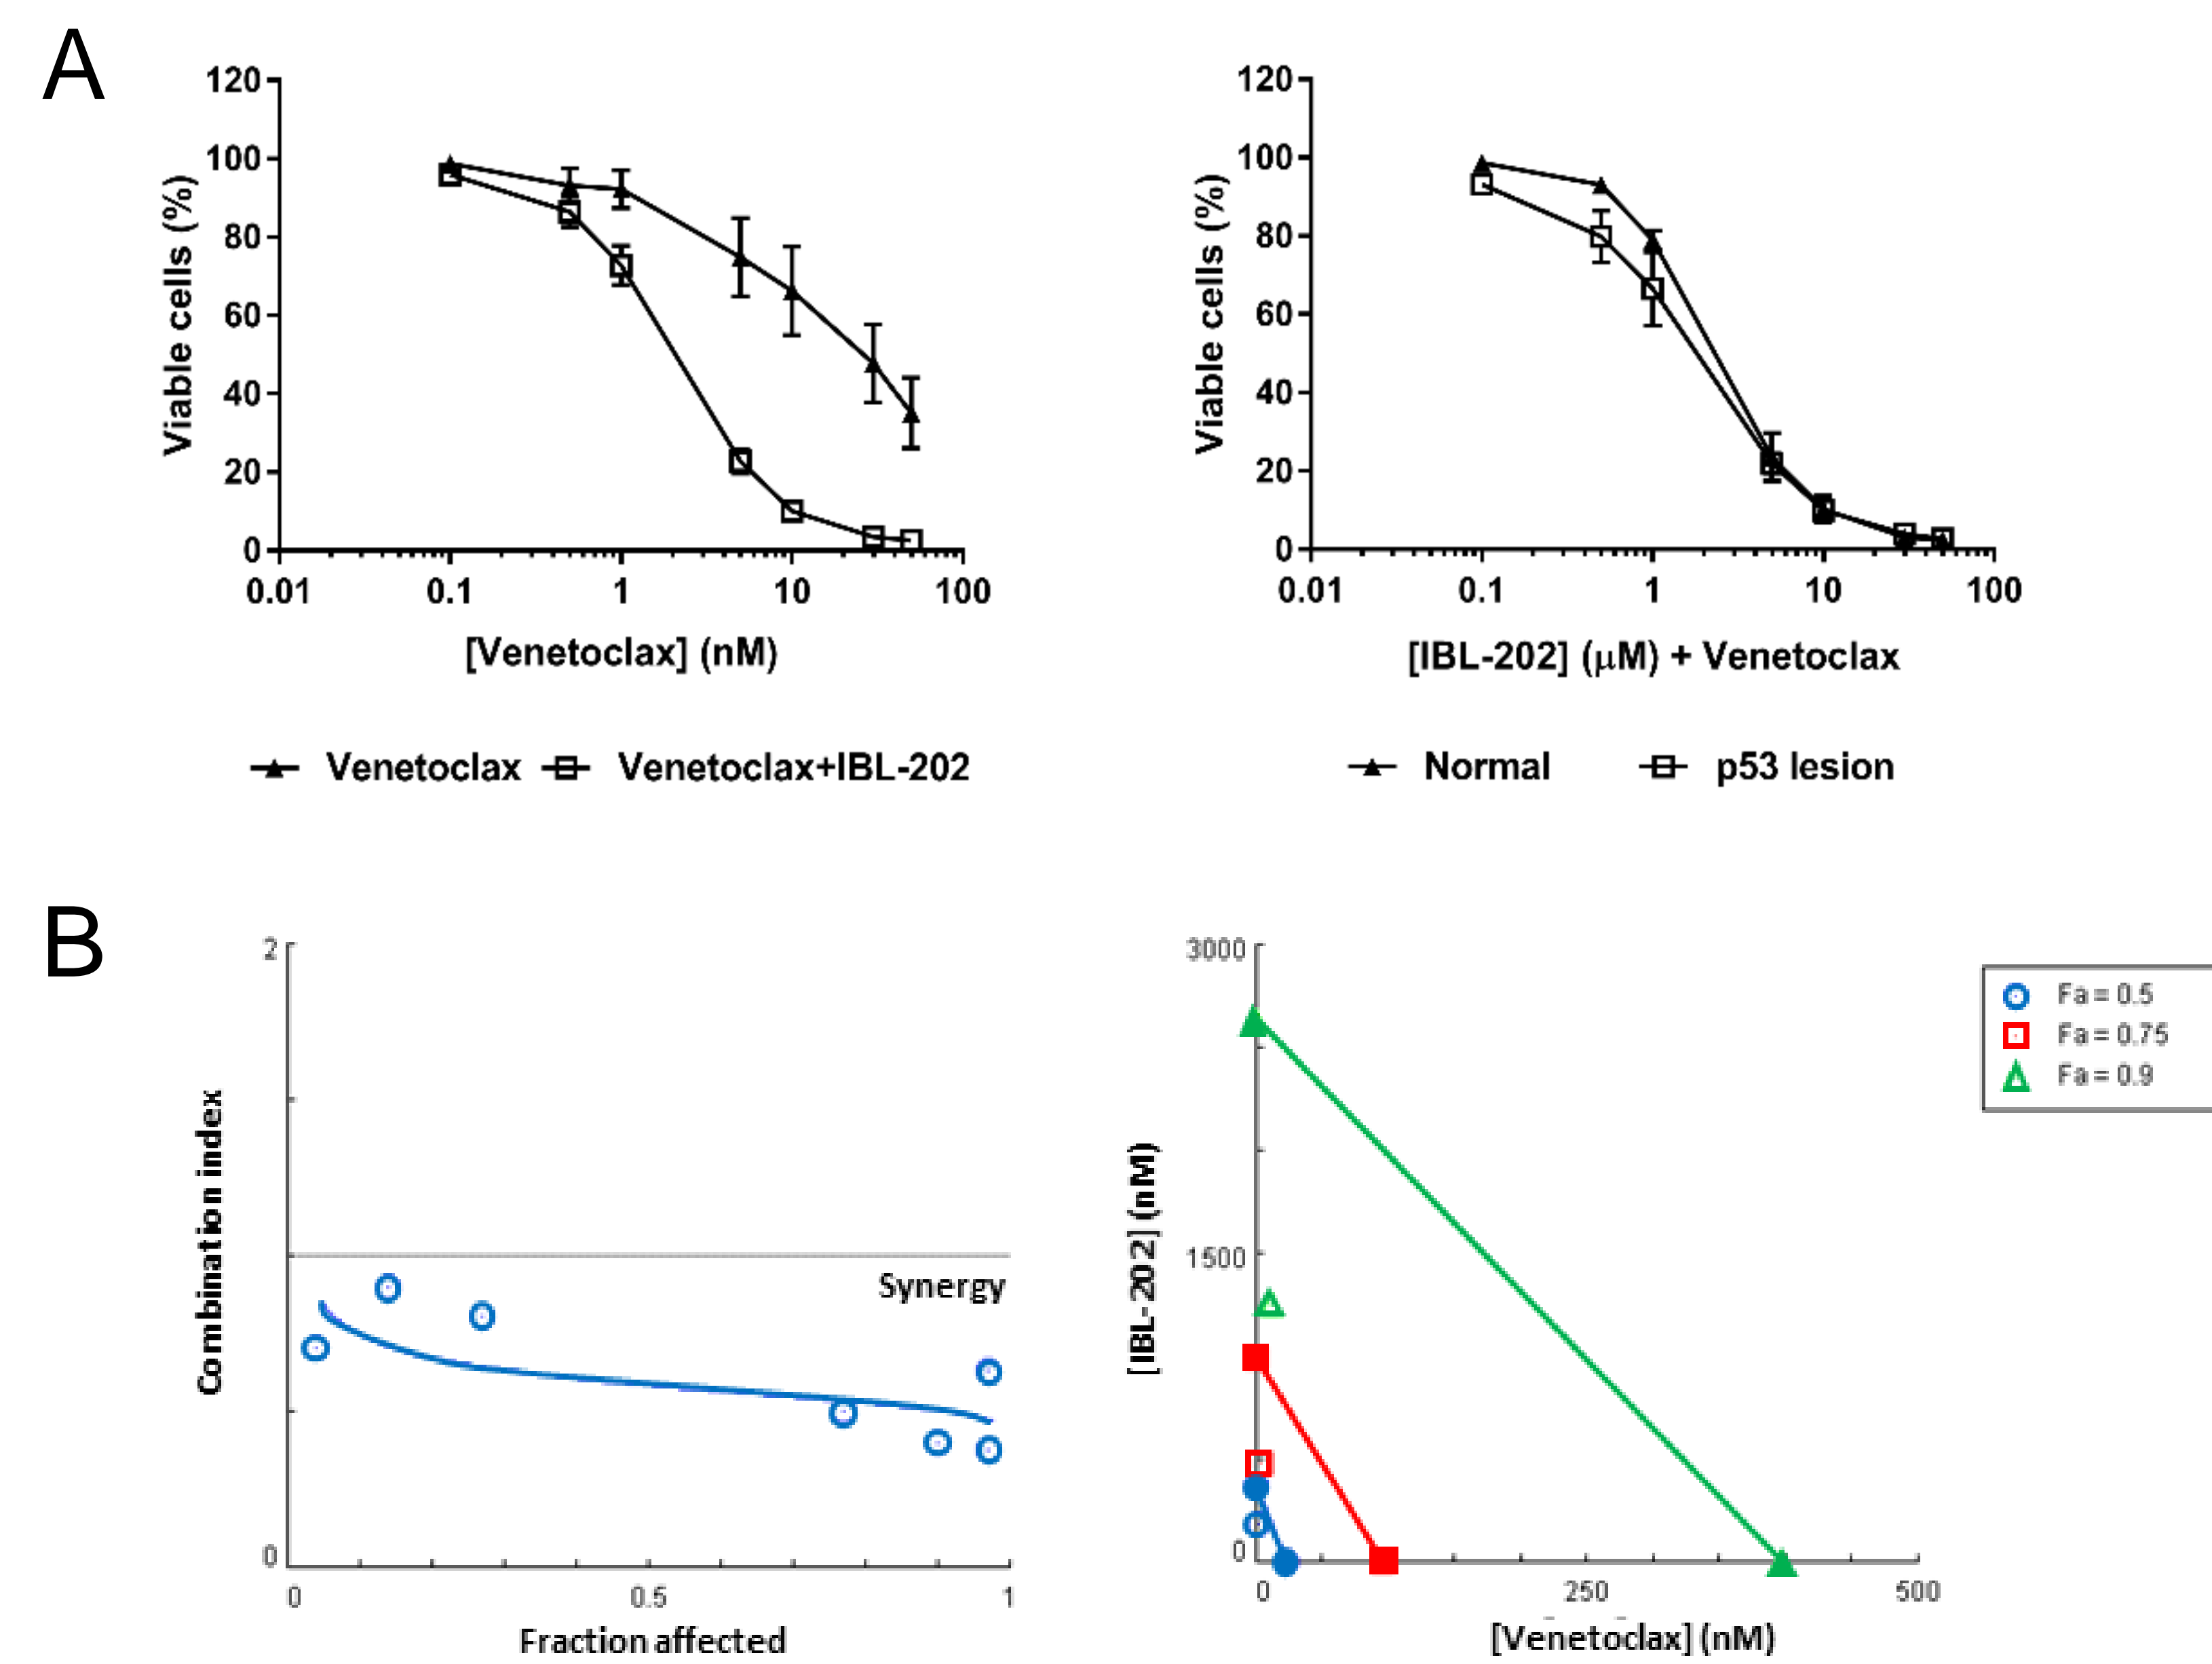 A
120
100
80
60
40
20
0
0.01 0.1 1 10 100
Viable cells (%)
[Venetoclax] (nM)
Venetoclax Venetoclax+IBL-202
120
100
80
60
40
20
0
0.01 0.1 1 10 100
Viable cells (%)
[IBL-202] (μM) + Venetoclax
Normal p53 lesion
B
2
0
0 0.5 1
Combination index
Synergy
Fraction affected
3000
1500
0
0 250 500
[IBL-202] (nM)
[Venetoclax] (nM)
Fa = 0.5
Fa = 0.75
Fa = 0.9